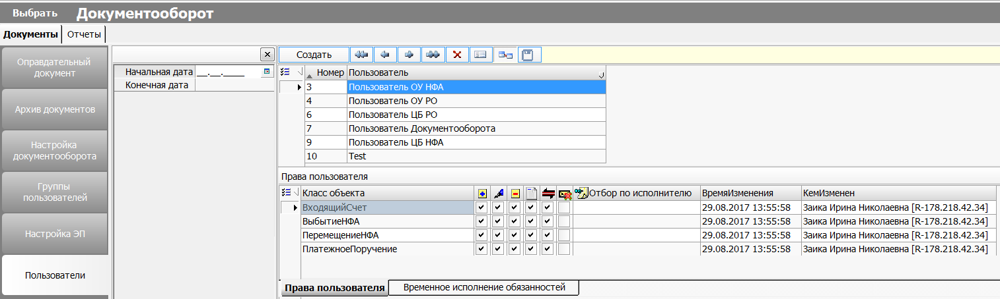 Выбрать Документооборот
Документы Отчеты
Оправдательный
документ
Архив документов
Настройка
документооборота
Группы
пользователей
Настройка ЭП
Пользователи
Начальная дата __.__.____
Конечная дата
Создать
Номер Пользователь
3 Пользователь ОУ НФА
4 Пользователь ОУ РО
6 Пользователь ЦБ РО
7 Пользователь Документооборота
9 Пользователь ЦБ НФА
10 Test
Права пользователя
Класс объекта Отбор по исполнителю ВремяИзменения КемИзменен
ВходящийСчет 29.08.2017 13:55:58 Заика Ирина Николаевна [R-178.218.42.34]
ВыбытиеНФА 29.08.2017 13:55:58 Заика Ирина Николаевна [R-178.218.42.34]
ПеремещениеНФА 29.08.2017 13:55:58 Заика Ирина Николаевна [R-178.218.42.34]
ПлатежноеПоручение 29.08.2017 13:55:58 Заика Ирина Николаевна [R-178.218.42.34]
Права пользователя Временное исполнение обязанностей